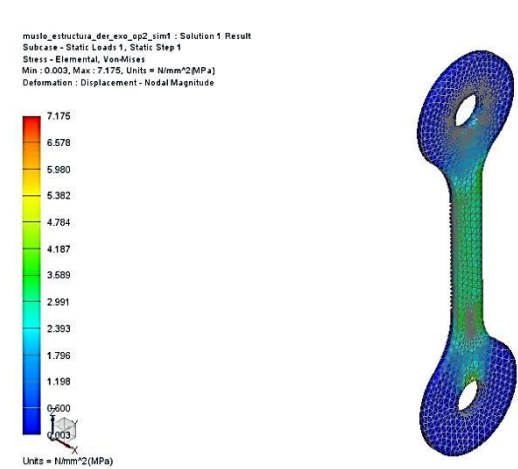 muslo_estructura_der_exo_op2_sim1 : Solution 1 Result
Subcase - Static Loads 1, Static Step 1
Stress - Elemental, Von-Mises
Min : 0.003, Max : 7.175, Units = N/mm^2(MPa)
Deformation : Displacement - Nodal Magnitude
7.175
6.578
5.980
5.382
4.784
4.187
3.589
2.991
2.393
1.796
1.198
0.600
0.003
Y
X
Units = N/mm^2(MPa)